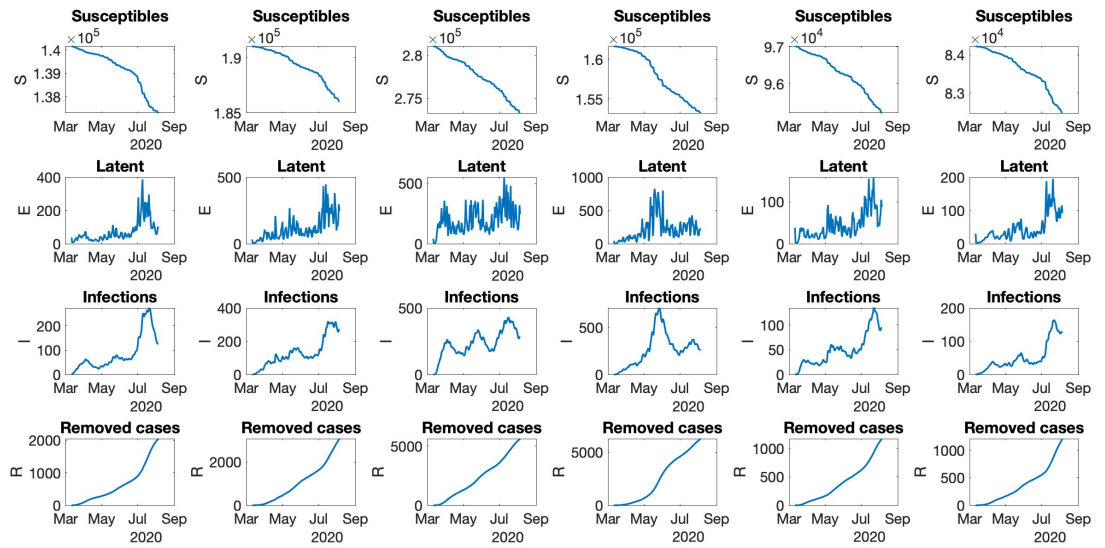 Susceptibles Susceptibles Susceptibles Susceptibles Susceptibles Susceptibles
×10⁵ ×10⁵ ×10⁵ ×10⁵ ×10⁴ ×10⁴
1.4 1.9 2.8 1.6 9.7 8.4
1.39 9.6 8.3
1.38 1.85 2.75 1.55
S S S S S S
Mar May Jul Sep Mar May Jul Sep Mar May Jul Sep Mar May Jul Sep Mar May Jul Sep Mar May Jul Sep
2020 2020 2020 2020 2020 2020
Latent Latent Latent Latent Latent Latent
400 500 500 1000 100 200
200 500 100
0 0 0 0 0 0
E E E E E E
Mar May Jul Sep Mar May Jul Sep Mar May Jul Sep Mar May Jul Sep Mar May Jul Sep Mar May Jul Sep
2020 2020 2020 2020 2020 2020
Infections Infections Infections Infections Infections Infections
200 400 500 500 100 200
100 200 50 100
0 0 0 0 0 0
I I I I I I
Mar May Jul Sep Mar May Jul Sep Mar May Jul Sep Mar May Jul Sep Mar May Jul Sep Mar May Jul Sep
2020 2020 2020 2020 2020 2020
Removed cases Removed cases Removed cases Removed cases Removed cases Removed cases
2000 2000 5000 5000 1000 1000
1000 500 500
0 0 0 0 0 0
R R R R R R
Mar May Jul Sep Mar May Jul Sep Mar May Jul Sep Mar May Jul Sep Mar May Jul Sep Mar May Jul Sep
2020 2020 2020 2020 2020 2020